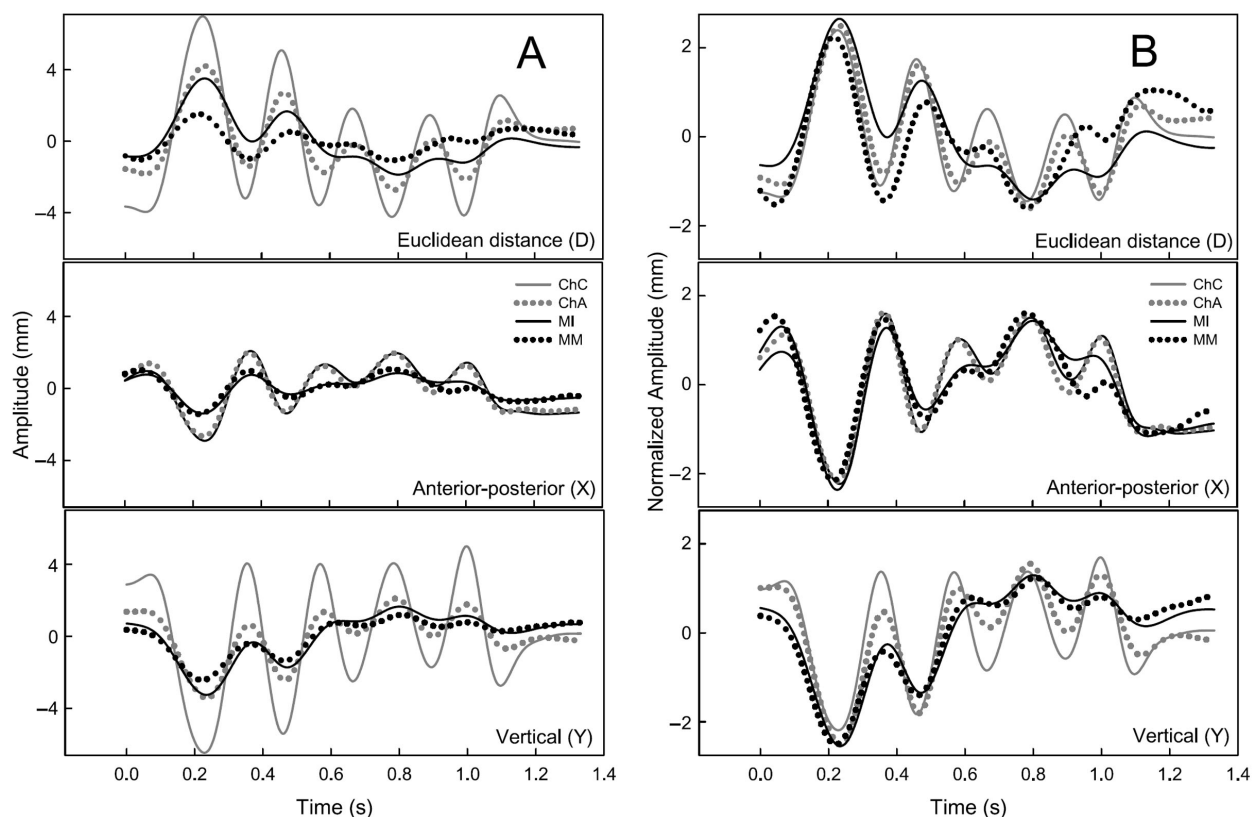 A
4
0
−4
Euclidean distance (D)
4
0
−4
ChC
ChA
MI
MM
Anterior-posterior (X)
4
0
−4
Vertical (Y)
Amplitude (mm)
0.0 0.2 0.4 0.6 0.8 1.0 1.2 1.4
Time (s)
B
2
0
−2
Euclidean distance (D)
2
0
−2
ChC
ChA
MI
MM
Anterior-posterior (X)
2
0
−2
Vertical (Y)
Normalized Amplitude (mm)
0.0 0.2 0.4 0.6 0.8 1.0 1.2 1.4
Time (s)